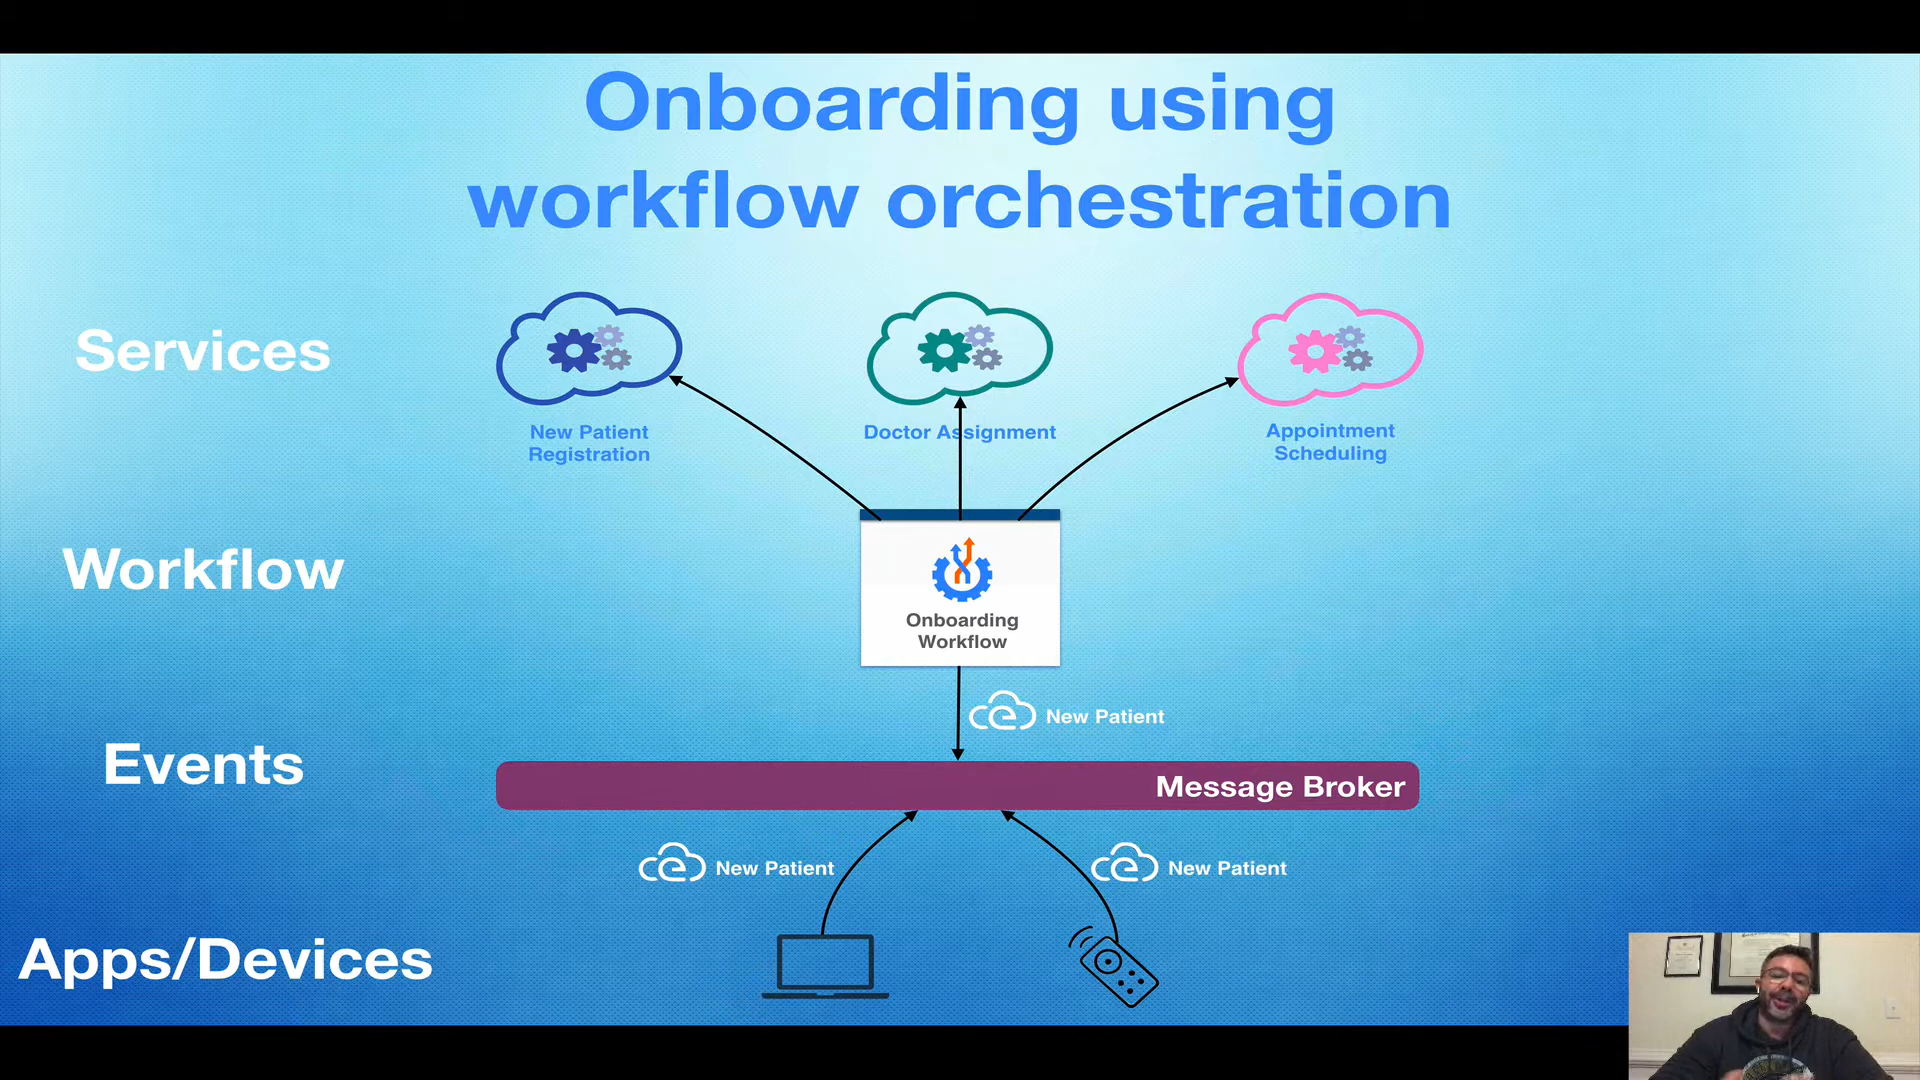 Onboarding using
workflow orchestration
Services
New Patient
Registration
Doctor Assignment
Appointment
Scheduling
Workflow
Onboarding
Workflow
New Patient
Events
Message Broker
New Patient
New Patient
Apps/Devices